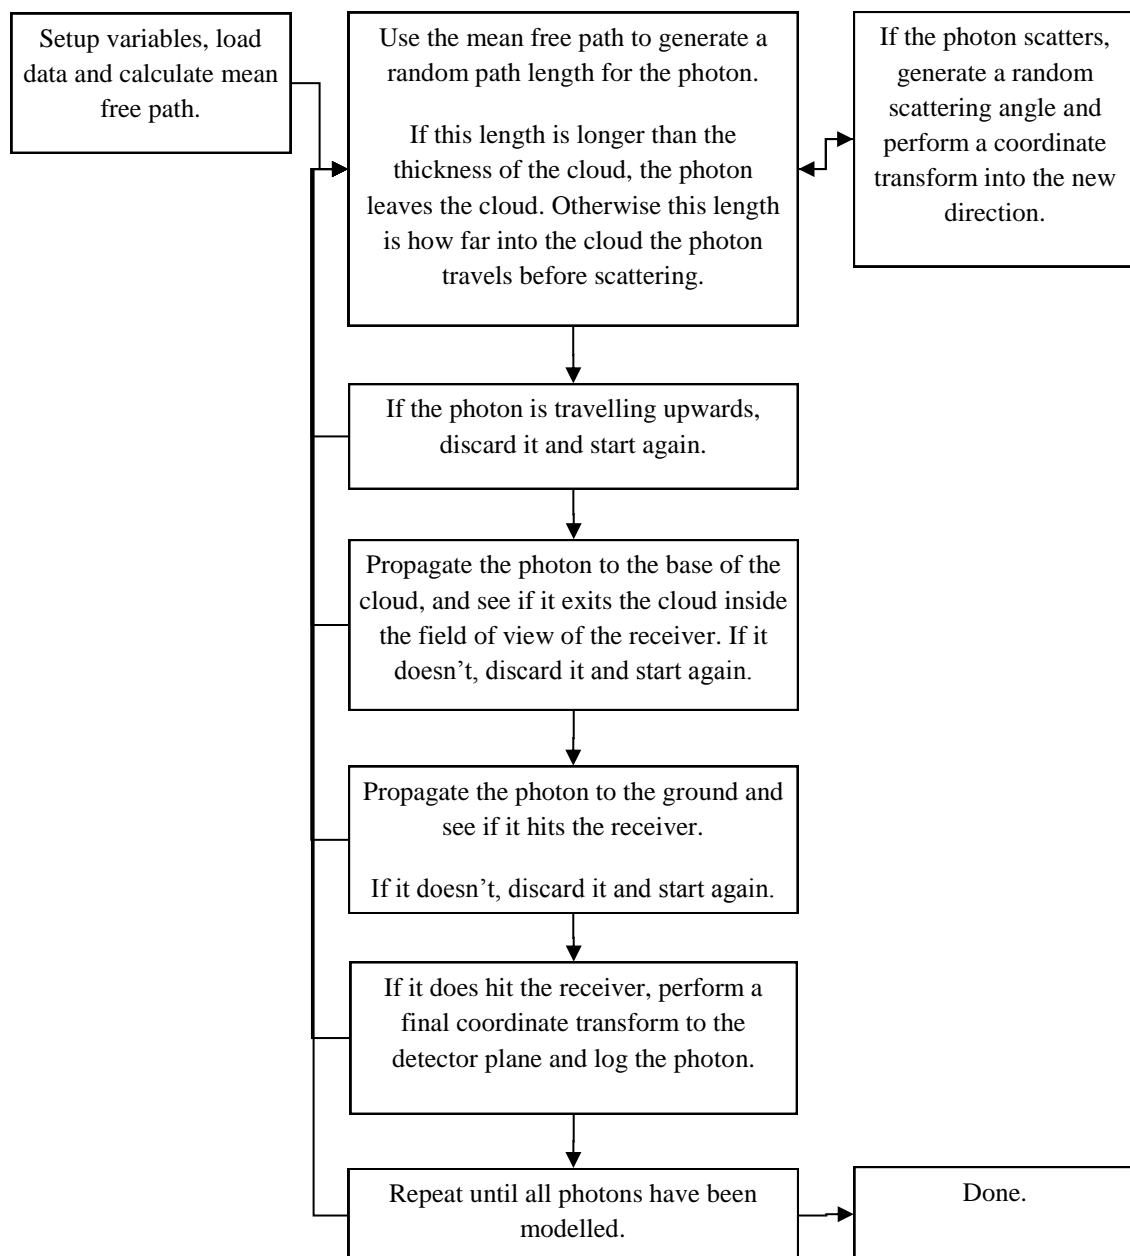 Setup variables, load
data and calculate mean
free path.
Use the mean free path to generate a
random path length for the photon.
If this length is longer than the
thickness of the cloud, the photon
leaves the cloud. Otherwise this length
is how far into the cloud the photon
travels before scattering.
If the photon scatters,
generate a random
scattering angle and
perform a coordinate
transform into the new
direction.
If the photon is travelling upwards,
discard it and start again.
Propagate the photon to the base of the
cloud, and see if it exits the cloud inside
the field of view of the receiver. If it
doesn't, discard it and start again.
Propagate the photon to the ground and
see if it hits the receiver.
If it doesn't, discard it and start again.
If it does hit the receiver, perform a
final coordinate transform to the
detector plane and log the photon.
Repeat until all photons have been
modelled.
Done.